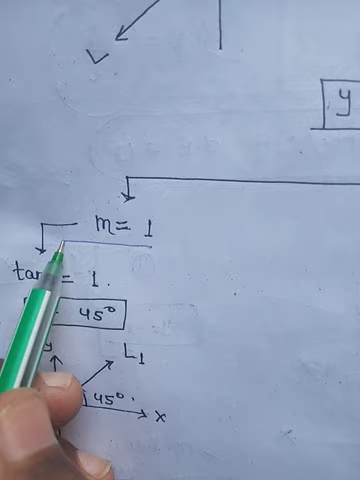 V
y
m = 1
tan = 1.
45°
y
L1
45°.
x